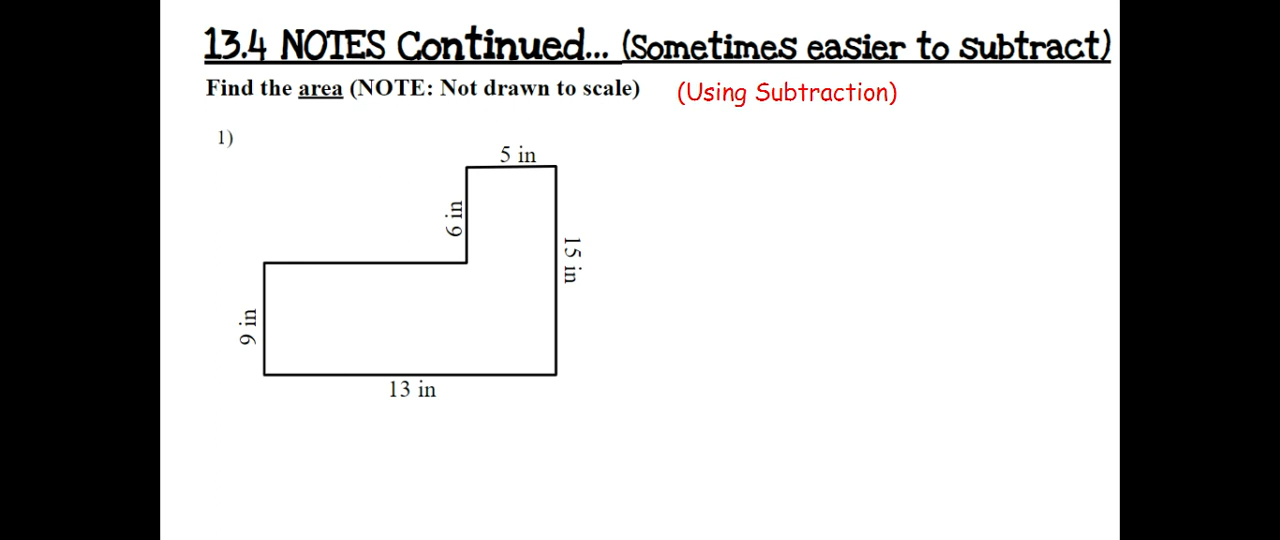 13.4 NOTES Continued... (Sometimes easier to subtract)
Find the area (NOTE: Not drawn to scale) (Using Subtraction)
1)
5 in
6 in
15 in
9 in
13 in